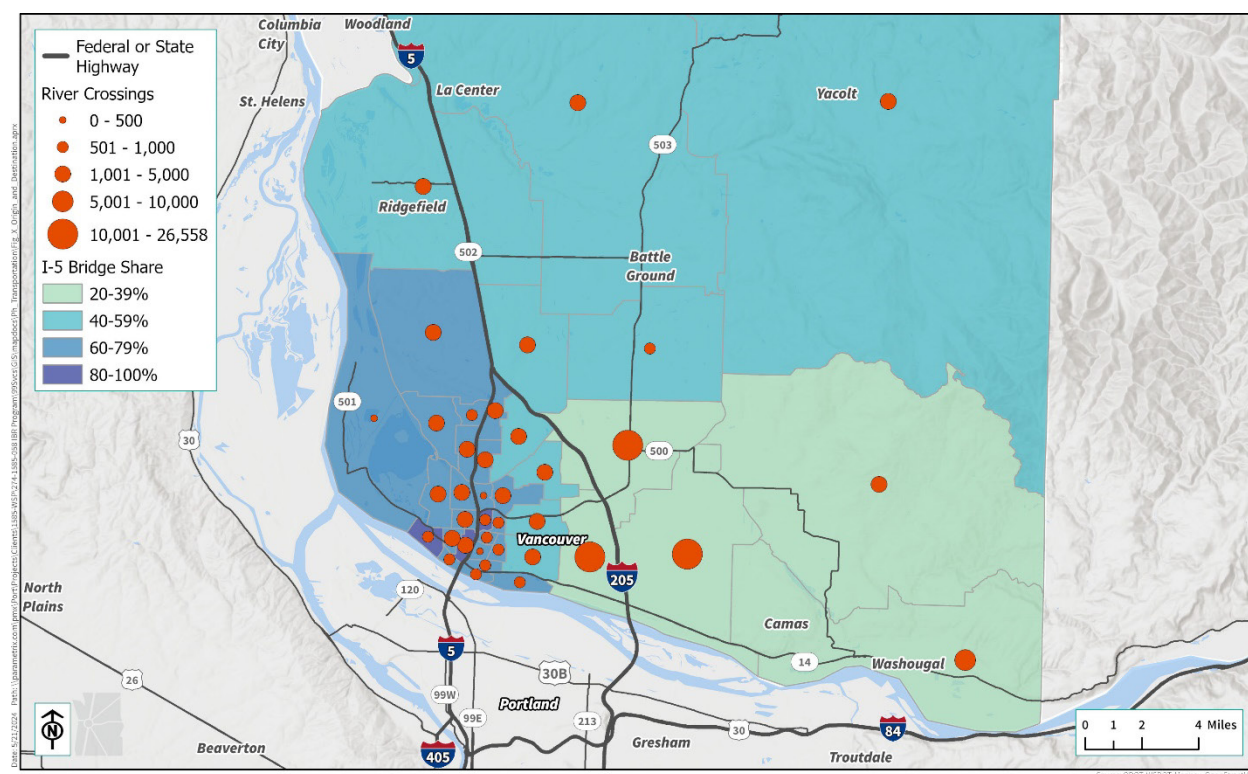 Federal or State
Highway
River Crossings
0 - 500
501 - 1,000
1,001 - 5,000
5,001 - 10,000
10,001 - 26,558
I-5 Bridge Share
20-39%
40-59%
60-79%
80-100%
Columbia
City
Woodland
5
St. Helens
La Center
Yacolt
503
Ridgefield
502
Battle
Ground
501
30
500
Vancouver
205
North
Plains
120
Camas
5
14
Washougal
30B
26
99W
99E
Portland
213
30
84
405
Beaverton
Gresham
Troutdale
N
0 1 2 4 Miles